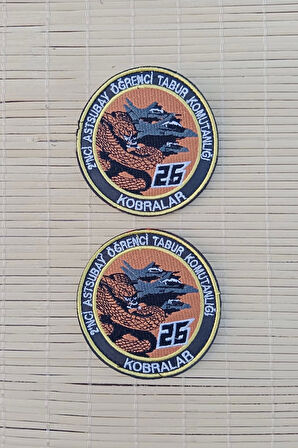 2'NCİ ASTSUBAY ÖĞRENCİ TABUR KOMUTANLIĞI
26
KOBRALAR
2'NCİ ASTSUBAY ÖĞRENCİ TABUR KOMUTANLIĞI
26
KOBRALAR